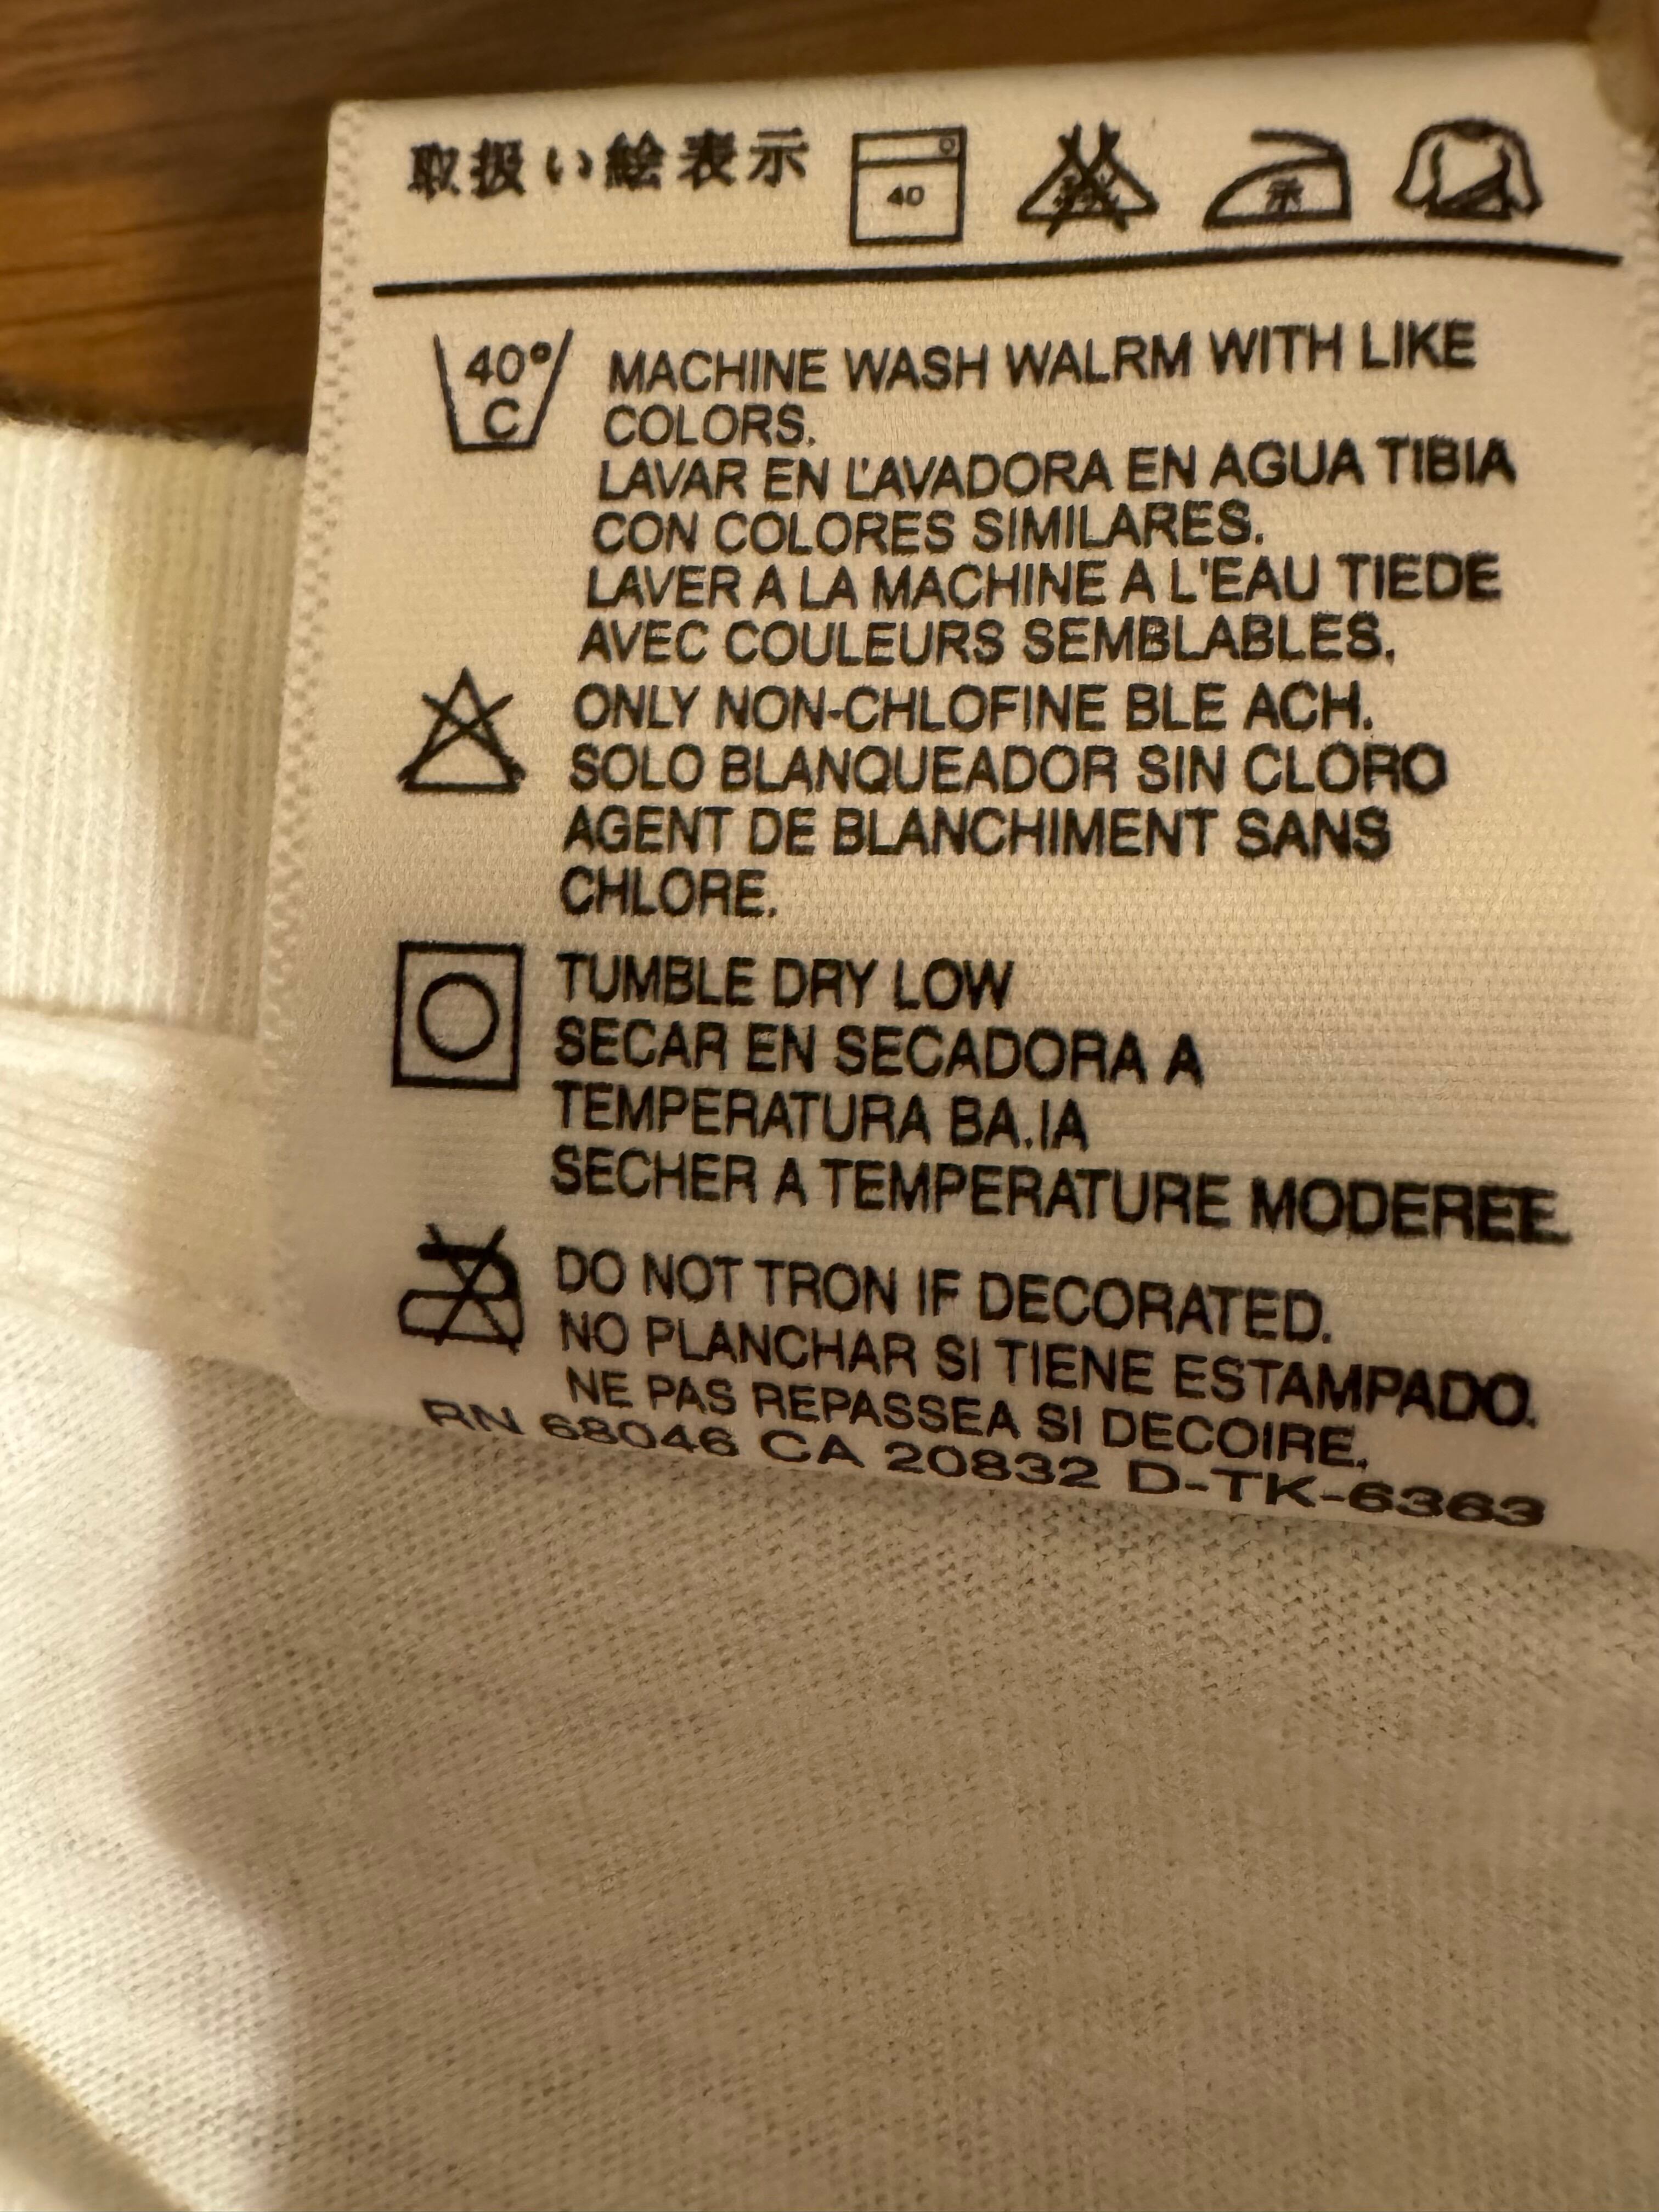 取扱い絵表示
40
40° MACHINE WASH WALRM WITH LIKE
C COLORS.
LAVAR EN L'AVADORA EN AGUA TIBIA
CON COLORES SIMILARES.
LAVER A LA MACHINE A L'EAU TIEDE
AVEC COULEURS SEMBLABLES.
ONLY NON-CHLOFINE BLE ACH.
SOLO BLANQUEADOR SIN CLORO
AGENT DE BLANCHIMENT SANS
CHLORE.
TUMBLE DRY LOW
SECAR EN SECADORA A
TEMPERATURA BA.IA
SECHER A TEMPERATURE MODEREE.
DO NOT TRON IF DECORATED.
NO PLANCHAR SI TIENE ESTAMPADO.
NE PAS REPASSEA SI DECOIRE.
RN 68046 CA 20832 D-TK-6363